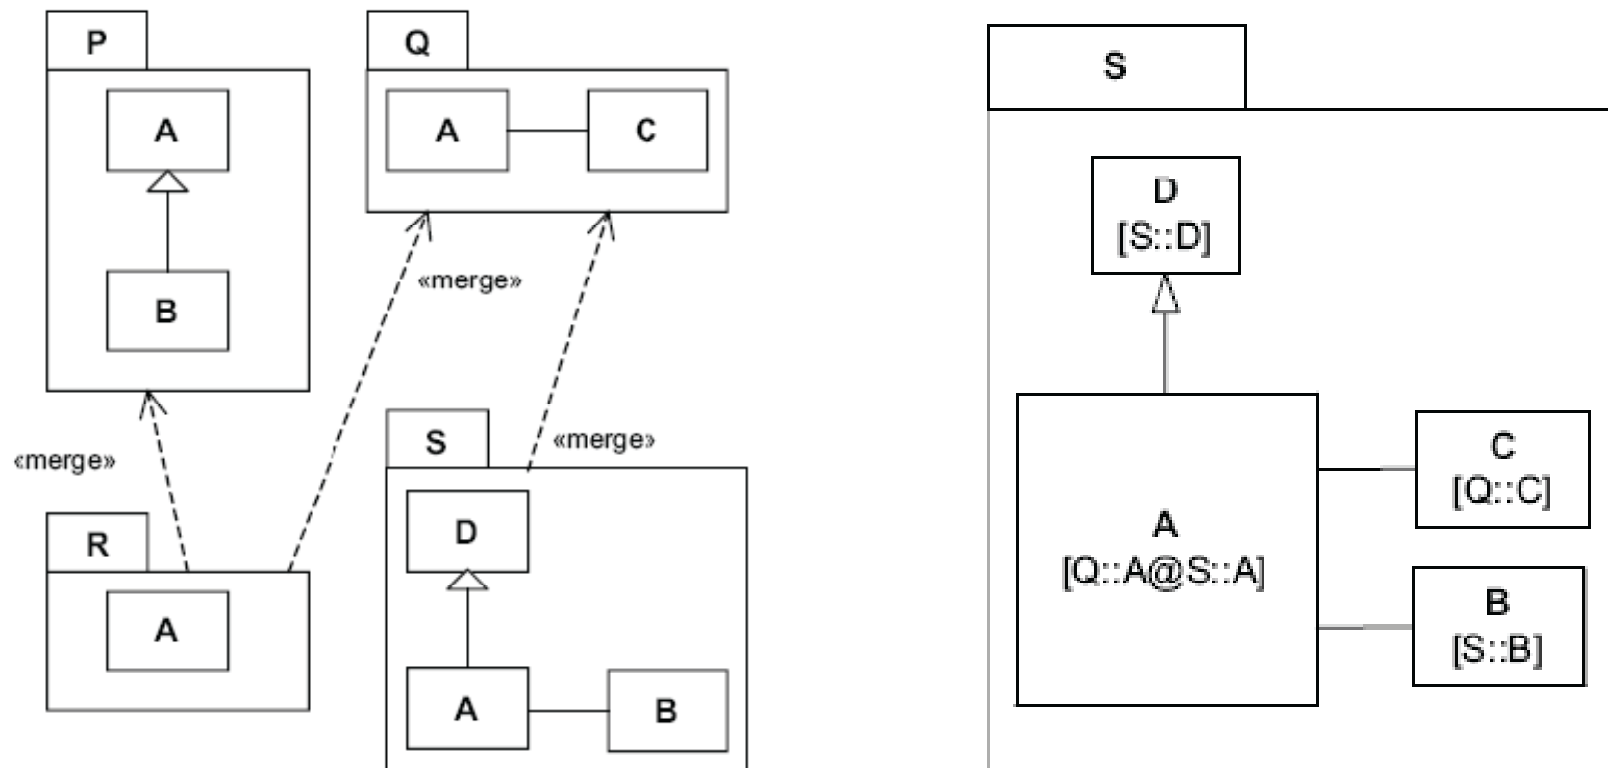 P
A
B
Q
A
C
«merge»
«merge»
«merge»
R
A
S
D
A
B
S
D
[S::D]
A
[Q::A@S::A]
C
[Q::C]
B
[S::B]